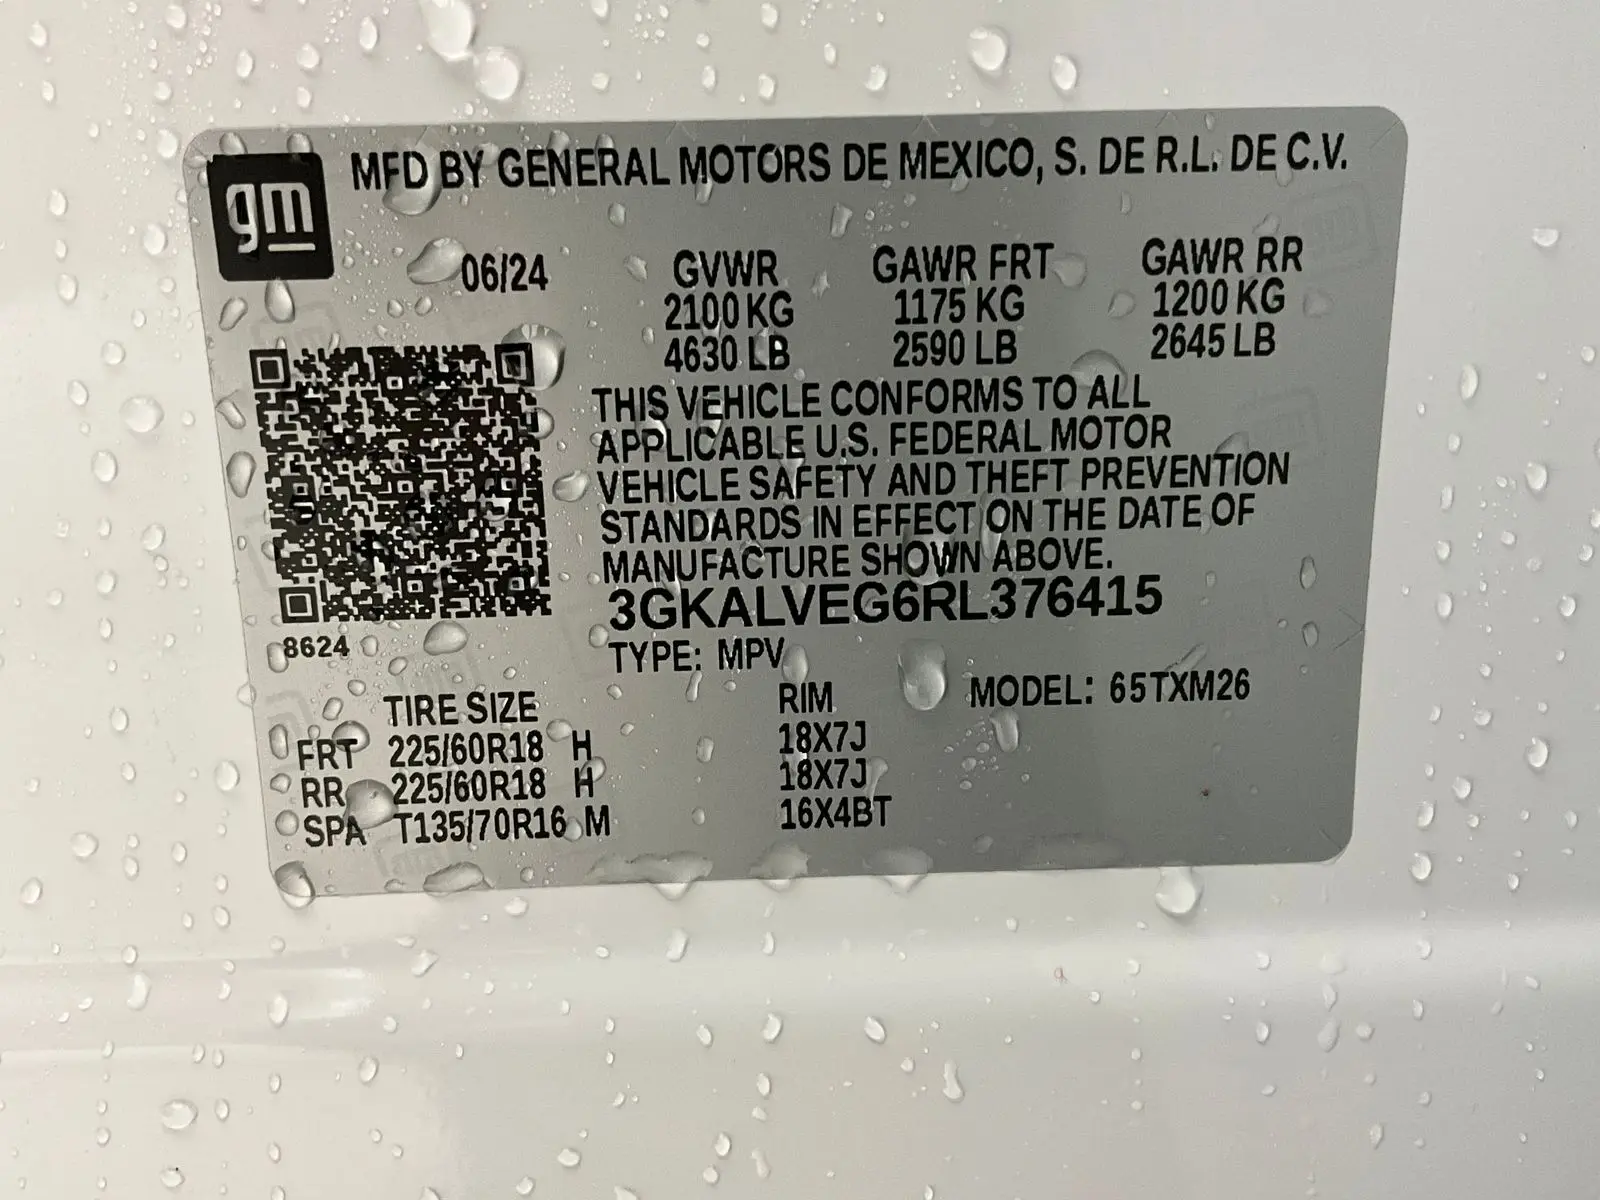 gm
MFD BY GENERAL MOTORS DE MEXICO, S. DE R.L. DE C.V.
06/24 GVWR GAWR FRT GAWR RR
2100 KG 1175 KG 1200 KG
4630 LB 2590 LB 2645 LB
THIS VEHICLE CONFORMS TO ALL
APPLICABLE U.S. FEDERAL MOTOR
VEHICLE SAFETY AND THEFT PREVENTION
STANDARDS IN EFFECT ON THE DATE OF
MANUFACTURE SHOWN ABOVE.
3GKALVEG6RL376415
8624
TYPE: MPV
MODEL: 65TXM26
TIRE SIZE RIM
FRT 225/60R18 H 18X7J
RR 225/60R18 H 18X7J
SPA T135/70R16 M 16X4BT